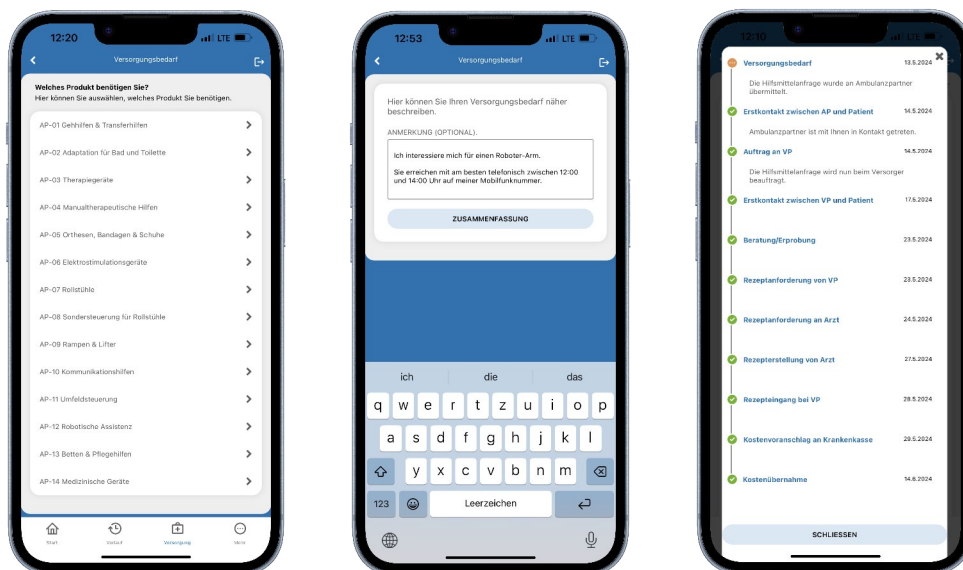 12:20
LTE
Versorgungsbedarf
Welches Produkt benötigen Sie?
Hier können Sie auswählen, welches Produkt Sie benötigen.
AP-01 Gehhilfen & Transferhilfen
AP-02 Adaptation für Bad und Toilette
AP-03 Therapiegeräte
AP-04 Manualtherapeutische Hilfen
AP-05 Orthesen, Bandagen & Schuhe
AP-06 Elektrostimulationsgeräte
AP-07 Rollstühle
AP-08 Sondersteuerung für Rollstühle
AP-09 Rampen & Lifter
AP-10 Kommunikationshilfen
AP-11 Umfeldsteuerung
AP-12 Robotische Assistenz
AP-13 Betten & Pflegehilfen
AP-14 Medizinische Geräte
Start Verlauf Versorgung Mehr
12:53
LTE
Versorgungsbedarf
Hier können Sie Ihren Versorgungsbedarf näher
beschreiben.
ANMERKUNG (OPTIONAL).
Ich interessiere mich für einen Roboter-Arm.
Sie erreichen mit am besten telefonisch zwischen 12:00
und 14:00 Uhr auf meiner Mobilfunknummer.
ZUSAMMENFASSUNG
ich die das
q w e r t z u i o p
a s d f g h j k l
y x c v b n m
123 Leerzeichen
12:10
LTE
Versorgungsbedarf 13.5.2024
Die Hilfsmittelanfrage wurde an Ambulanzpartner
übermittelt.
Erstkontakt zwischen AP und Patient 14.5.2024
Ambulanzpartner ist mit Ihnen in Kontakt getreten.
Auftrag an VP 14.5.2024
Die Hilfsmittelanfrage wird nun beim Versorger
beauftragt.
Erstkontakt zwischen VP und Patient 17.5.2024
Beratung/Erprobung 23.5.2024
Rezeptanforderung von VP 23.5.2024
Rezeptanforderung an Arzt 24.5.2024
Rezepterstellung von Arzt 27.5.2024
Rezepteingang bei VP 28.5.2024
Kostenvoranschlag an Krankenkasse 29.5.2024
Kostenübernahme 14.6.2024
SCHLIESSEN